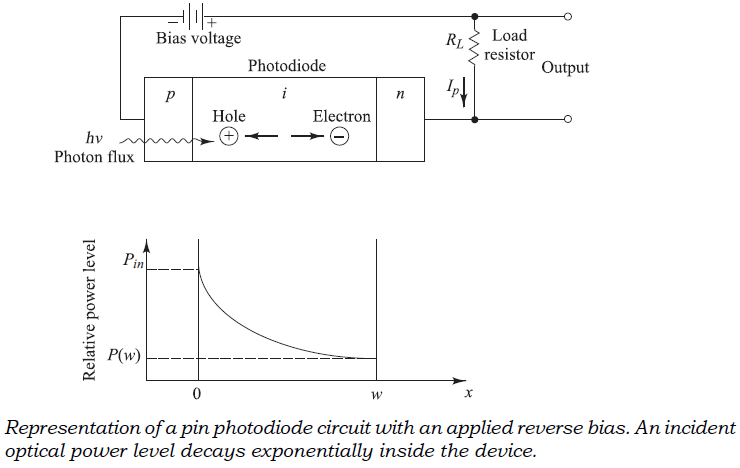 − +
Bias voltage
R_L
Load
resistor
Output
Photodiode
p
i
n
I_p
Hole
Electron
+
−
hν
Photon flux
Relative power level
P_in
P(w)
0
w
x
Representation of a pin photodiode circuit with an applied reverse bias. An incident
optical power level decays exponentially inside the device.